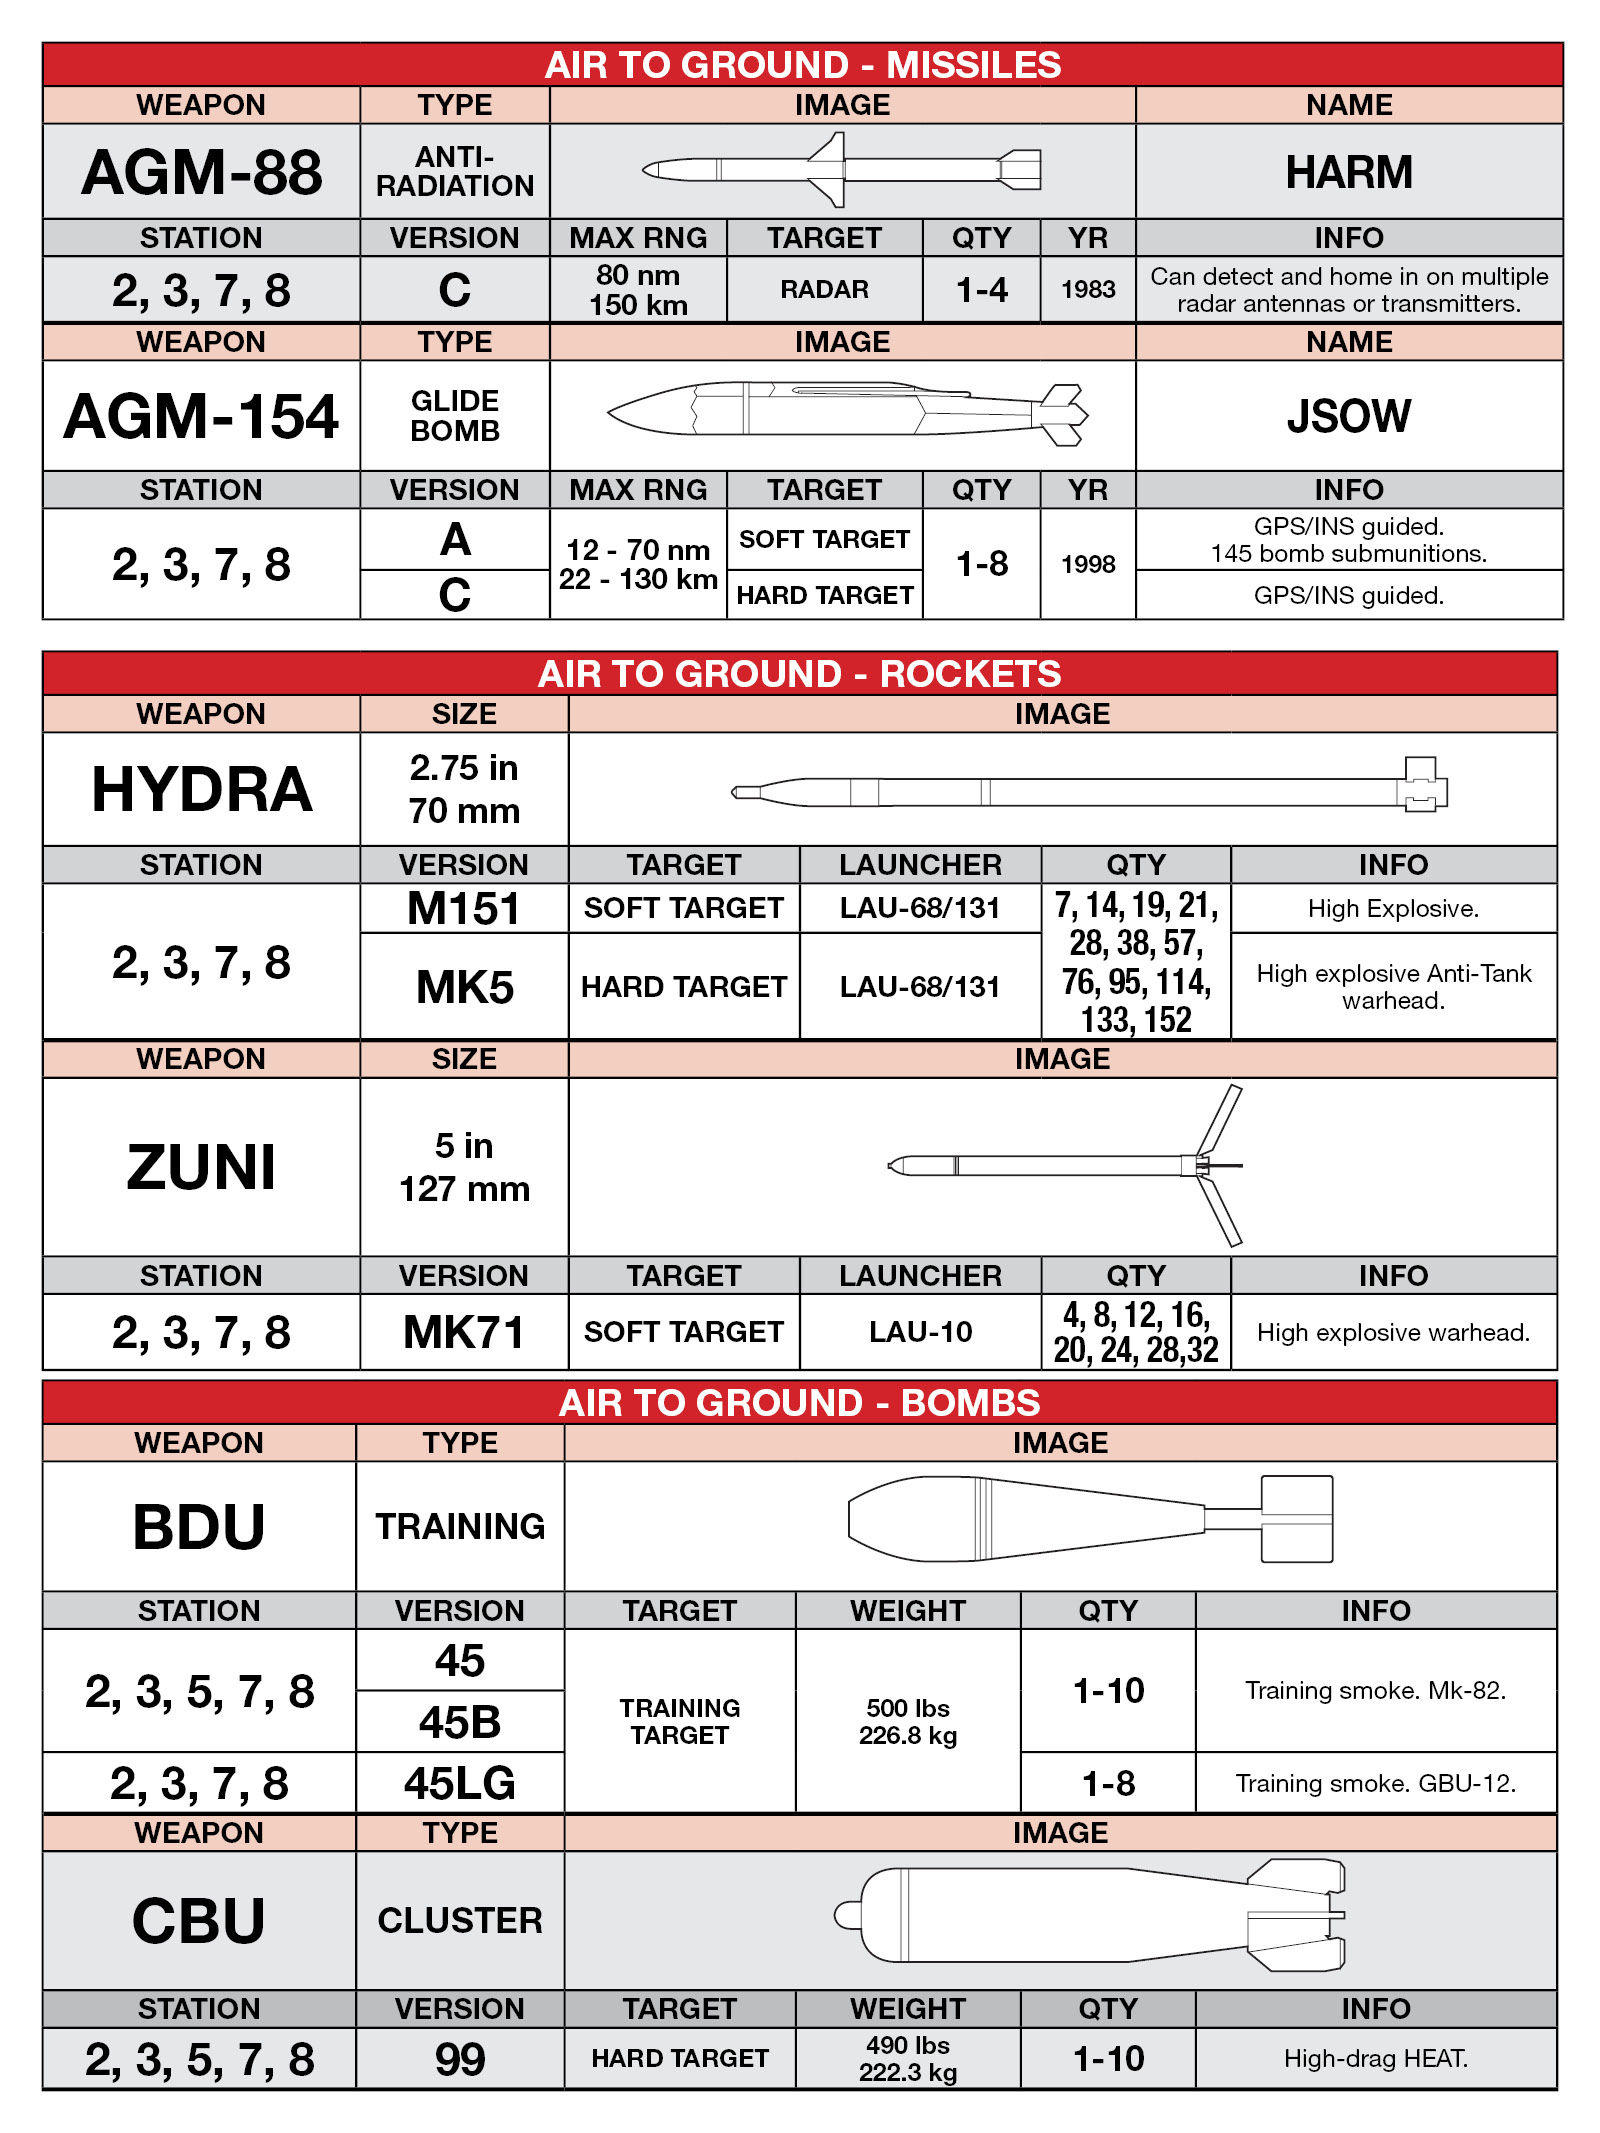 AIR TO GROUND - MISSILES
WEAPON TYPE IMAGE NAME
AGM-88 ANTI-
RADIATION HARM
STATION VERSION MAX RNG TARGET QTY YR INFO
2, 3, 7, 8 C 80 nm
150 km RADAR 1-4 1983 Can detect and home in on multiple
radar antennas or transmitters.
WEAPON TYPE IMAGE NAME
AGM-154 GLIDE
BOMB JSOW
STATION VERSION MAX RNG TARGET QTY YR INFO
2, 3, 7, 8 A 12 - 70 nm
22 - 130 km SOFT TARGET 1-8 1998 GPS/INS guided.
145 bomb submunitions.
C HARD TARGET GPS/INS guided.
AIR TO GROUND - ROCKETS
WEAPON SIZE IMAGE
HYDRA 2.75 in
70 mm
STATION VERSION TARGET LAUNCHER QTY INFO
2, 3, 7, 8 M151 SOFT TARGET LAU-68/131 7, 14, 19, 21,
28, 38, 57,
76, 95, 114,
133, 152 High Explosive.
MK5 HARD TARGET LAU-68/131 High explosive Anti-Tank
warhead.
WEAPON SIZE IMAGE
ZUNI 5 in
127 mm
STATION VERSION TARGET LAUNCHER QTY INFO
2, 3, 7, 8 MK71 SOFT TARGET LAU-10 4, 8, 12, 16,
20, 24, 28,32 High explosive warhead.
AIR TO GROUND - BOMBS
WEAPON TYPE IMAGE
BDU TRAINING
STATION VERSION TARGET WEIGHT QTY INFO
2, 3, 5, 7, 8 45
45B TRAINING
TARGET 500 lbs
226.8 kg 1-10 Training smoke. Mk-82.
2, 3, 7, 8 45LG 1-8 Training smoke. GBU-12.
WEAPON TYPE IMAGE
CBU CLUSTER
STATION VERSION TARGET WEIGHT QTY INFO
2, 3, 5, 7, 8 99 HARD TARGET 490 lbs
222.3 kg 1-10 High-drag HEAT.